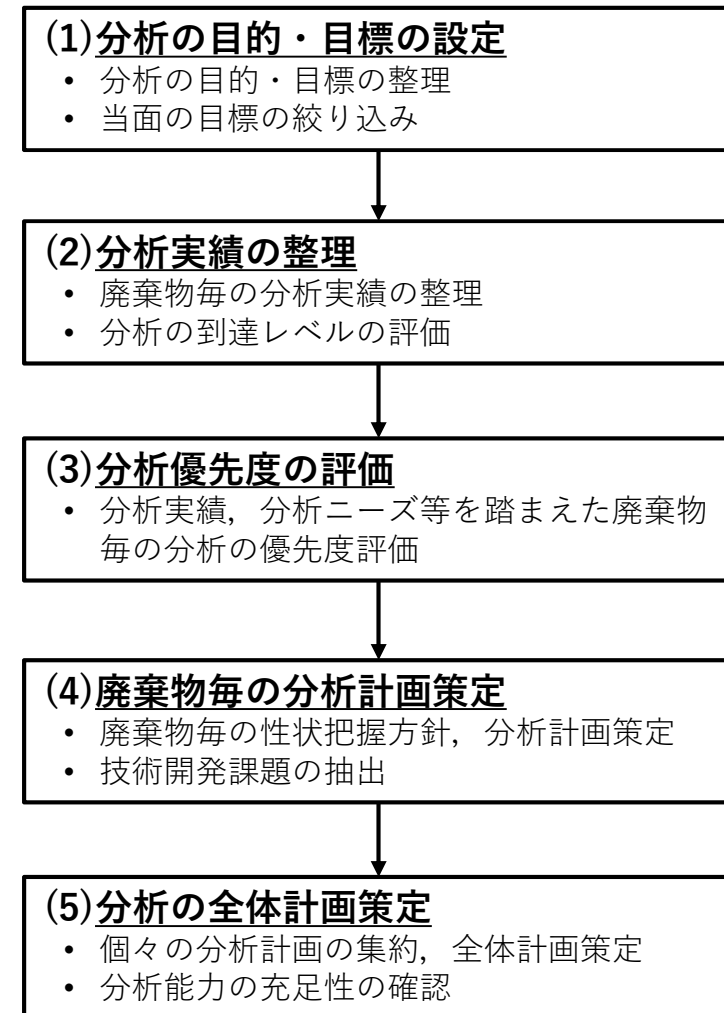 (1)分析の目的・目標の設定
• 分析の目的・目標の整理
• 当面の目標の絞り込み
(2)分析実績の整理
• 廃棄物毎の分析実績の整理
• 分析の到達レベルの評価
(3)分析優先度の評価
• 分析実績，分析ニーズ等を踏まえた廃棄物
毎の分析の優先度評価
(4)廃棄物毎の分析計画策定
• 廃棄物毎の性状把握方針，分析計画策定
• 技術開発課題の抽出
(5)分析の全体計画策定
• 個々の分析計画の集約，全体計画策定
• 分析能力の充足性の確認